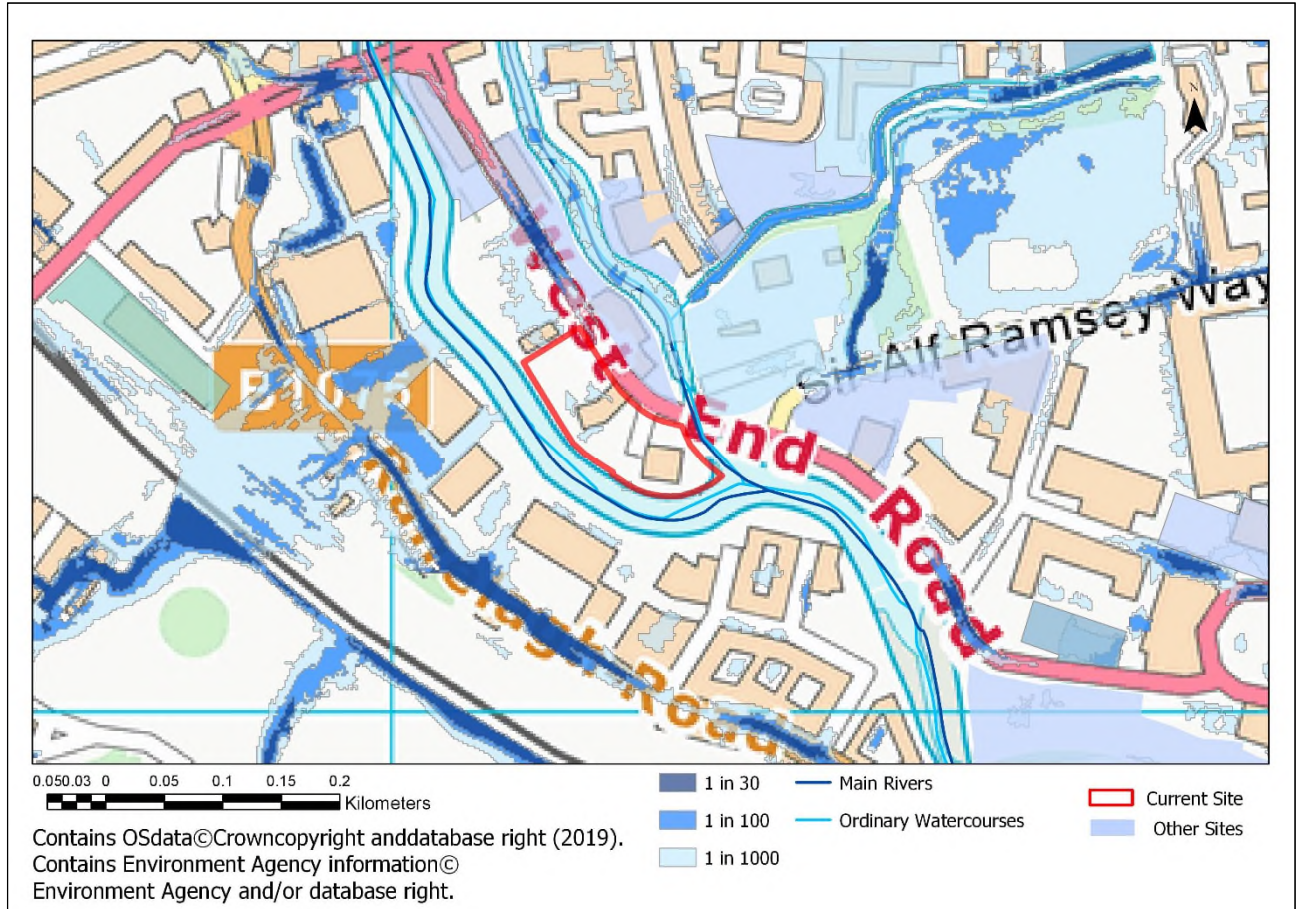 N
West End Road
Sir Alf Ramsey Way
Ranelagh Road
0.050.03 0 0.05 0.1 0.15 0.2
Kilometers
1 in 30
1 in 100
1 in 1000
Main Rivers
Ordinary Watercourses
Current Site
Other Sites
Contains OSdata©Crowncopyright anddatabase right (2019).
Contains Environment Agency information©
Environment Agency and/or database right.